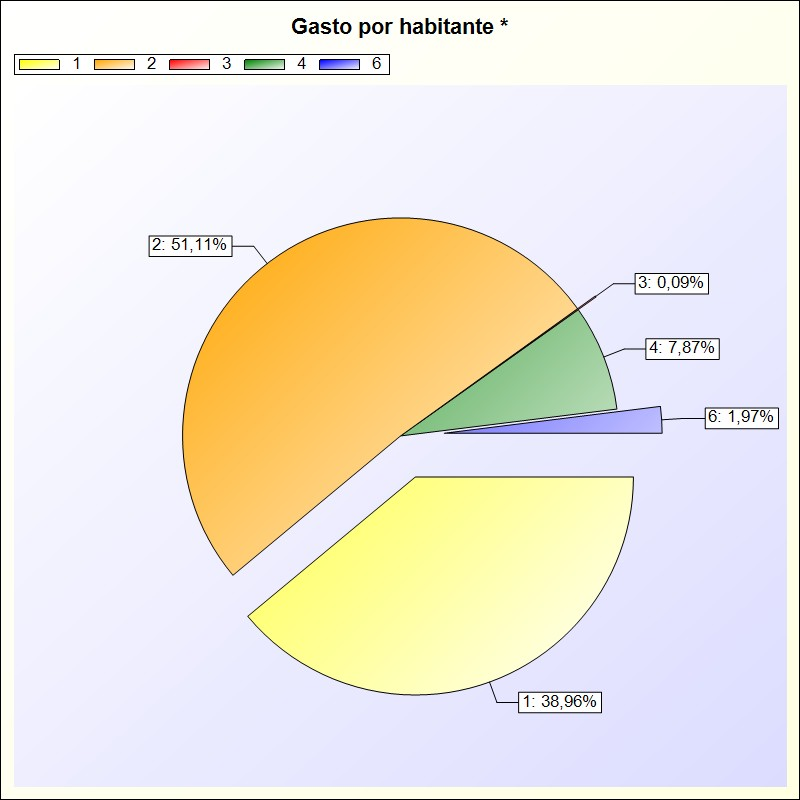 Gasto por habitante *
1 2 3 4 6
2: 51,11%
3: 0,09%
4: 7,87%
6: 1,97%
1: 38,96%